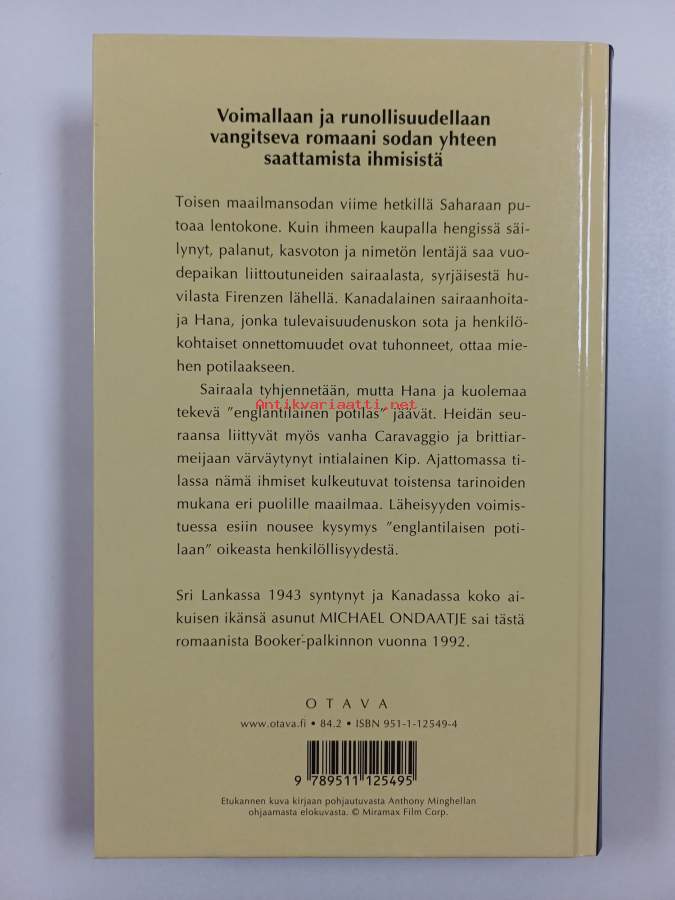 Voimallaan ja runollisuudellaan
vangitseva romaani sodan yhteen
saattamista ihmisistä
Toisen maailmansodan viime hetkillä Saharaan pu-
toaa lentokone. Kuin ihmeen kaupalla hengissä säi-
lynyt, palanut, kasvoton ja nimetön lentäjä saa vuo-
depaikan liittoutuneiden sairaalasta, syrjäisestä hu-
vilasta Firenzen lähellä. Kanadalainen sairaanhoita-
ja Hana, jonka tulevaisuudenuskon sota ja henkilö-
kohtaiset onnettomuudet ovat tuhonneet, ottaa mie-
hen potilaakseen.
Sairaala tyhjennetään, mutta Hana ja kuolemaa
Antikvariaatti.net
tekevä ”englantilainen potilas” jäävät. Heidän seu-
raansa liittyvät myös vanha Caravaggio ja brittiar-
meijaan värväytynyt intialainen Kip. Ajattomassa ti-
lassa nämä ihmiset kulkeutuvat toistensa tarinoiden
mukana eri puolille maailmaa. Läheisyyden voimis-
tuessa esiin nousee kysymys ”englantilaisen poti-
laan” oikeasta henkilöllisyydestä.
Sri Lankassa 1943 syntynyt ja Kanadassa koko ai-
kuisen ikänsä asunut MICHAEL ONDAATJE sai tästä
romaanista Booker-palkinnon vuonna 1992.
OTAVA
www.otava.fi • 84.2 • ISBN 951-1-12549-4
9 789511 125495
Etukannen kuva kirjaan pohjautuvasta Anthony Minghellan
ohjaamasta elokuvasta. © Miramax Film Corp.